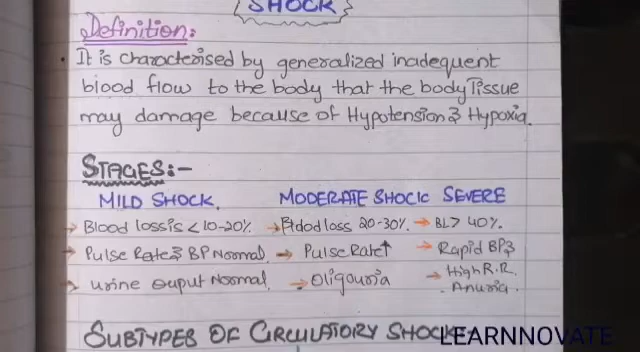 SHOCK
Definition:
• It is characterised by generalized inadequent
blood flow to the body that the body Tissue
may damage because of Hypotension & Hypoxia.
STAGES:-
MILD SHOCK MODERATE SHOCK SEVERE
→ Blood loss is < 10-20% → Blood loss 20-30% → BL > 40%.
→ Pulse Rate & BP Normal → Pulse Rate↑ → Rapid BP &
→ Urine ouput Normal → Oligouria → High R.R.
Anuria.
SUBTYPES OF CIRCULATORY SHOCK:-
LEARNNOVATE